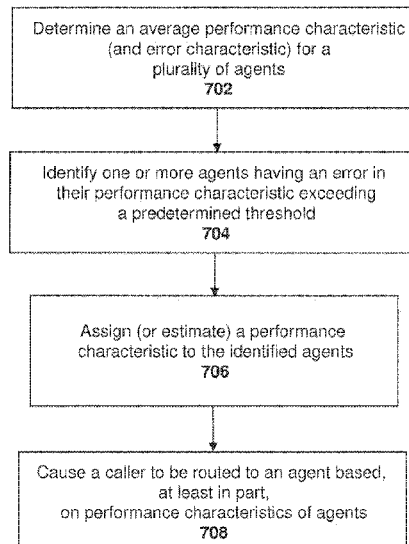 Determine an average performance characteristic
(and error characteristic) for a
plurality of agents
702
Identify one or more agents having an error in
their performance characteristic exceeding
a predetermined threshold
704
Assign (or estimate) a performance
characteristic to the identified agents
706
Cause a caller to be routed to an agent based,
at least in part,
on performance characteristics of agents
708